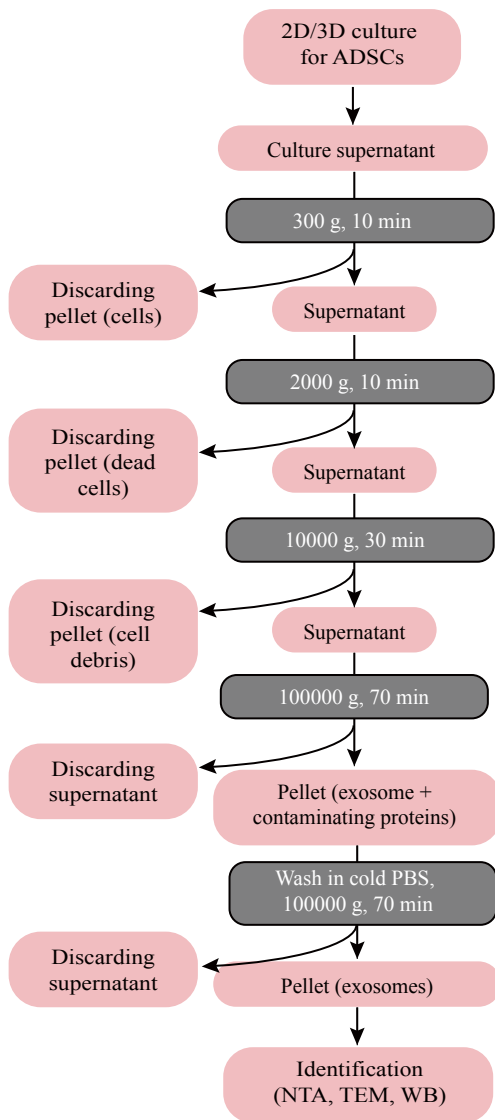 2D/3D culture
for ADSCs
Culture supernatant
300 g, 10 min
Discarding
pellet (cells)
Supernatant
2000 g, 10 min
Discarding
pellet (dead
cells)
Supernatant
10000 g, 30 min
Discarding
pellet (cell
debris)
Supernatant
100000 g, 70 min
Discarding
supernatant
Pellet (exosome +
contaminating proteins)
Wash in cold PBS,
100000 g, 70 min
Discarding
supernatant
Pellet (exosomes)
Identification
(NTA, TEM, WB)